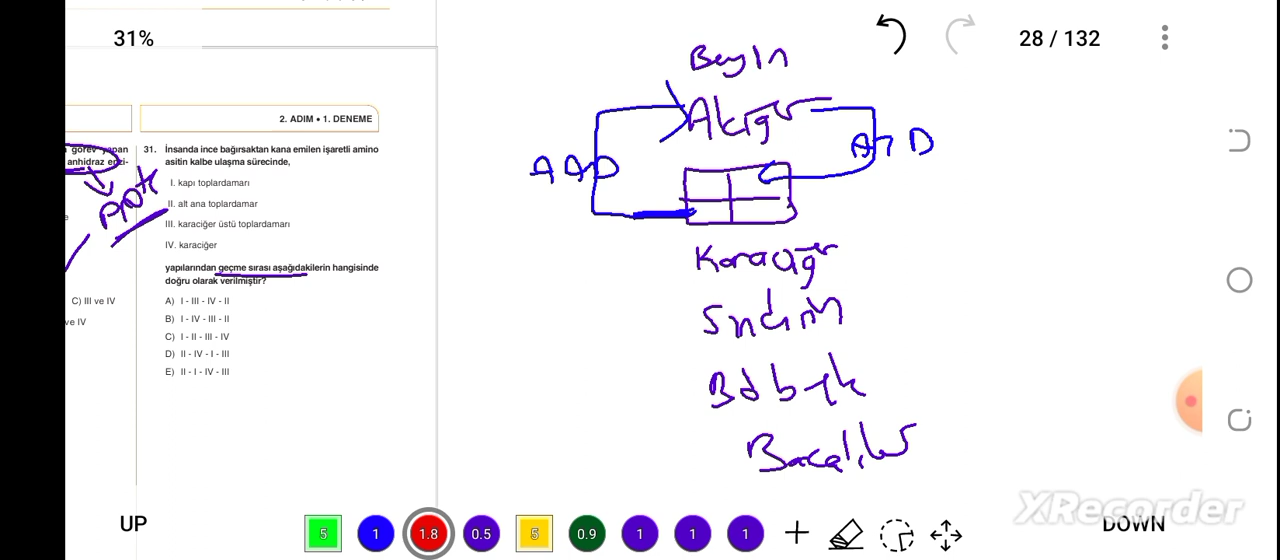 31%
28 / 132
2. ADIM • 1. DENEME
görev yapan
anhidraz enzi-
31. İnsanda ince bağırsaktan kana emilen işaretli amino
asitin kalbe ulaşma sürecinde,
I. kapı toplardamarı
II. alt ana toplardamar
III. karaciğer üstü toplardamarı
IV. karaciğer
yapılarından geçme sırası aşağıdakilerin hangisinde
doğru olarak verilmiştir?
A) I - III - IV - II
B) I - IV - III - II
C) I - II - III - IV
D) II - IV - I - III
E) II - I - IV - III
C) III ve IV
ve IV
Beyin
Akciğer
AAD
ATD
Karaciğer
Sindirim
Böbrek
Bacaklar
UP
DOWN
5
1
1.8
0.5
5
0.9
1
1
1
XRecorder